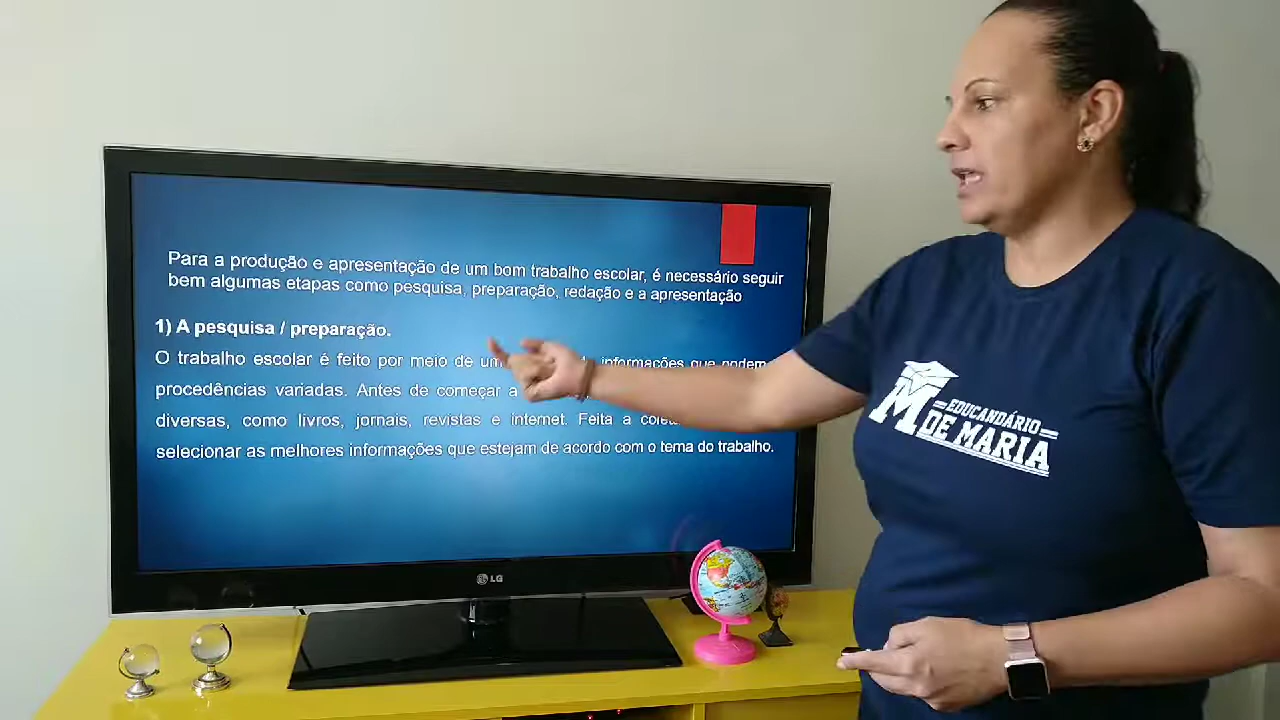 Para a produção e apresentação de um bom trabalho escolar, é necessário seguir
bem algumas etapas como pesquisa, preparação, redação e a apresentação
1) A pesquisa / preparação.
O trabalho escolar é feito por meio de um informações que podem
procedências variadas. Antes de começar a
diversas, como livros, jornais, revistas e internet. Feita a
selecionar as melhores informações que estejam de acordo com o tema do trabalho.
LG
M EDUCANDÁRIO
DE MARIA